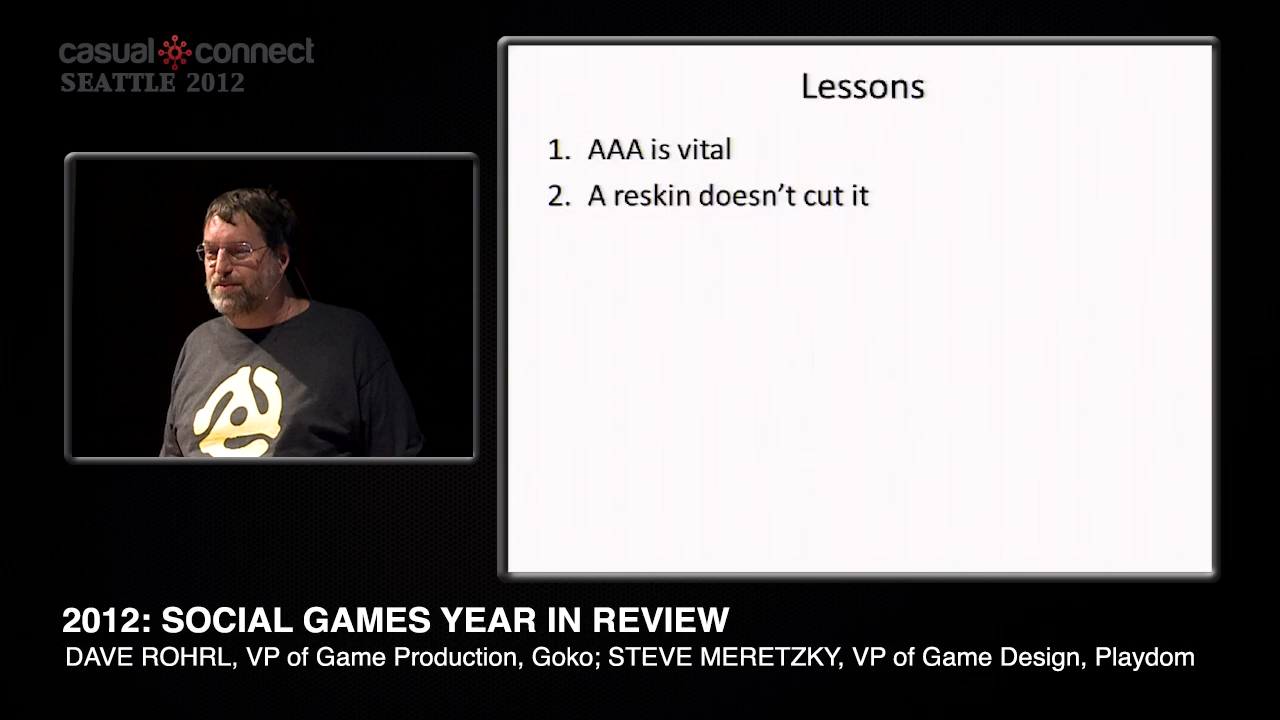 casual connect
SEATTLE 2012
Lessons
1. AAA is vital
2. A reskin doesn't cut it
2012: SOCIAL GAMES YEAR IN REVIEW
DAVE ROHRL, VP of Game Production, Goko; STEVE MERETZKY, VP of Game Design, Playdom